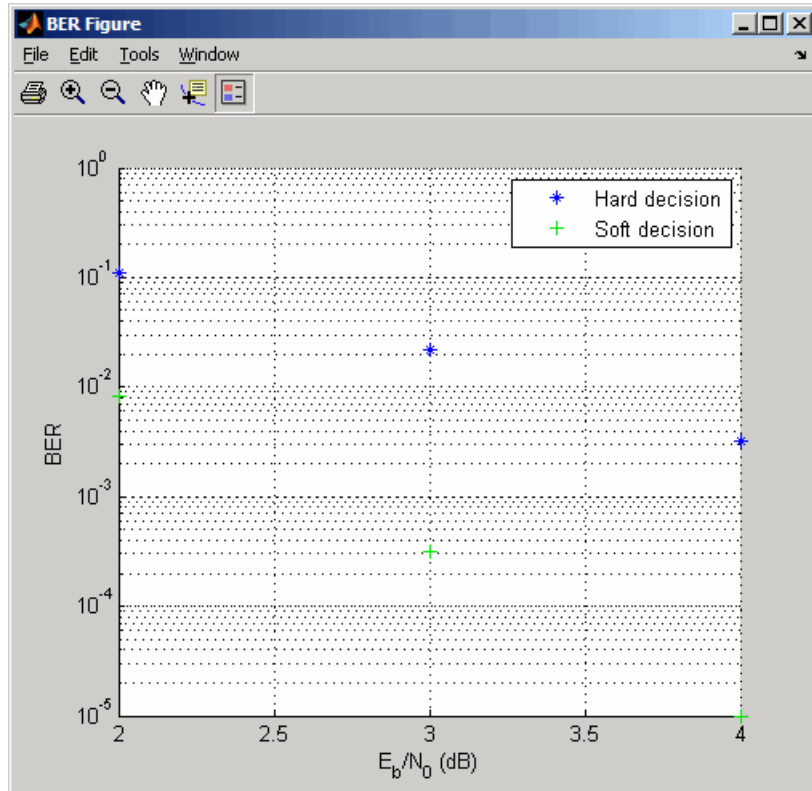 BER Figure
File Edit Tools Window
Hard decision
Soft decision
10^0
10^-1
10^-2
10^-3
10^-4
10^-5
BER
2 2.5 3 3.5 4
E_b/N_0 (dB)